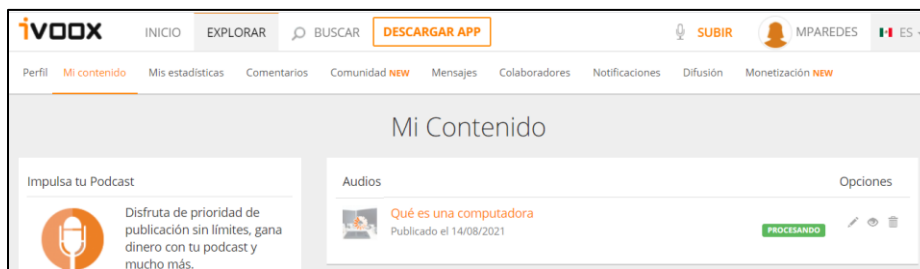 ivoox INICIO EXPLORAR BUSCAR DESCARGAR APP SUBIR MPAREDES ES
Perfil Mi contenido Mis estadísticas Comentarios Comunidad NEW Mensajes Colaboradores Notificaciones Difusión Monetización NEW
Mi Contenido
Impulsa tu Podcast
Disfruta de prioridad de
publicación sin límites, gana
dinero con tu podcast y
mucho más.
Audios Opciones
Qué es una computadora
Publicado el 14/08/2021
PROCESANDO